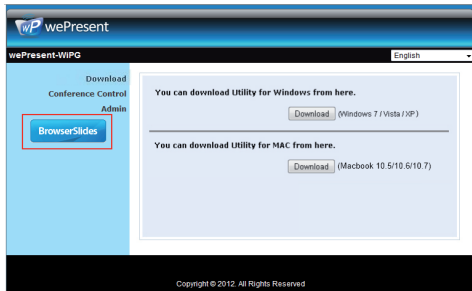 wP wePresent
wePresent-WiPG
English
Download
Conference Control
Admin
BrowserSlides
You can download Utility for Windows from here.
Download (Windows 7 / Vista / XP)
You can download Utility for MAC from here.
Download (Macbook 10.5/10.6/10.7)
Copyright © 2012. All Rights Reserved